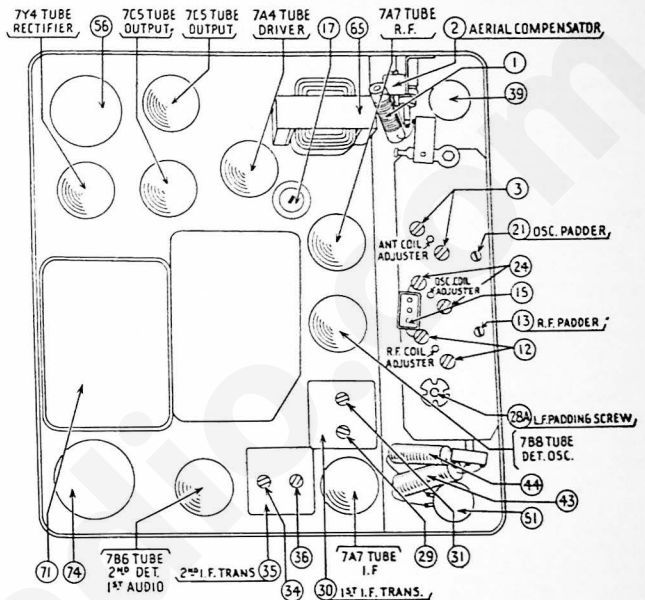 7Y4 TUBE
RECTIFIER
56
7C5 TUBE
OUTPUT,
7C5 TUBE
OUTPUT
7A4 TUBE
DRIVER
17
65
7A7 TUBE
R.F.
2 AERIAL COMPENSATOR
1
39
3
ANT COIL
ADJUSTER
21 OSC. PADDER
24
OSC COIL
ADJUSTER
15
13 R.F. PADDER
12
R.F. COIL
ADJUSTER
28A L.F. PADDING SCREW
7B8 TUBE
DET. OSC.
44
43
51
71
74
7B6 TUBE
2ND DET.
1ST AUDIO
2ND I.F. TRANS
35
34
36
30
7A7 TUBE
I.F
1ST I.F. TRANS.
29
31